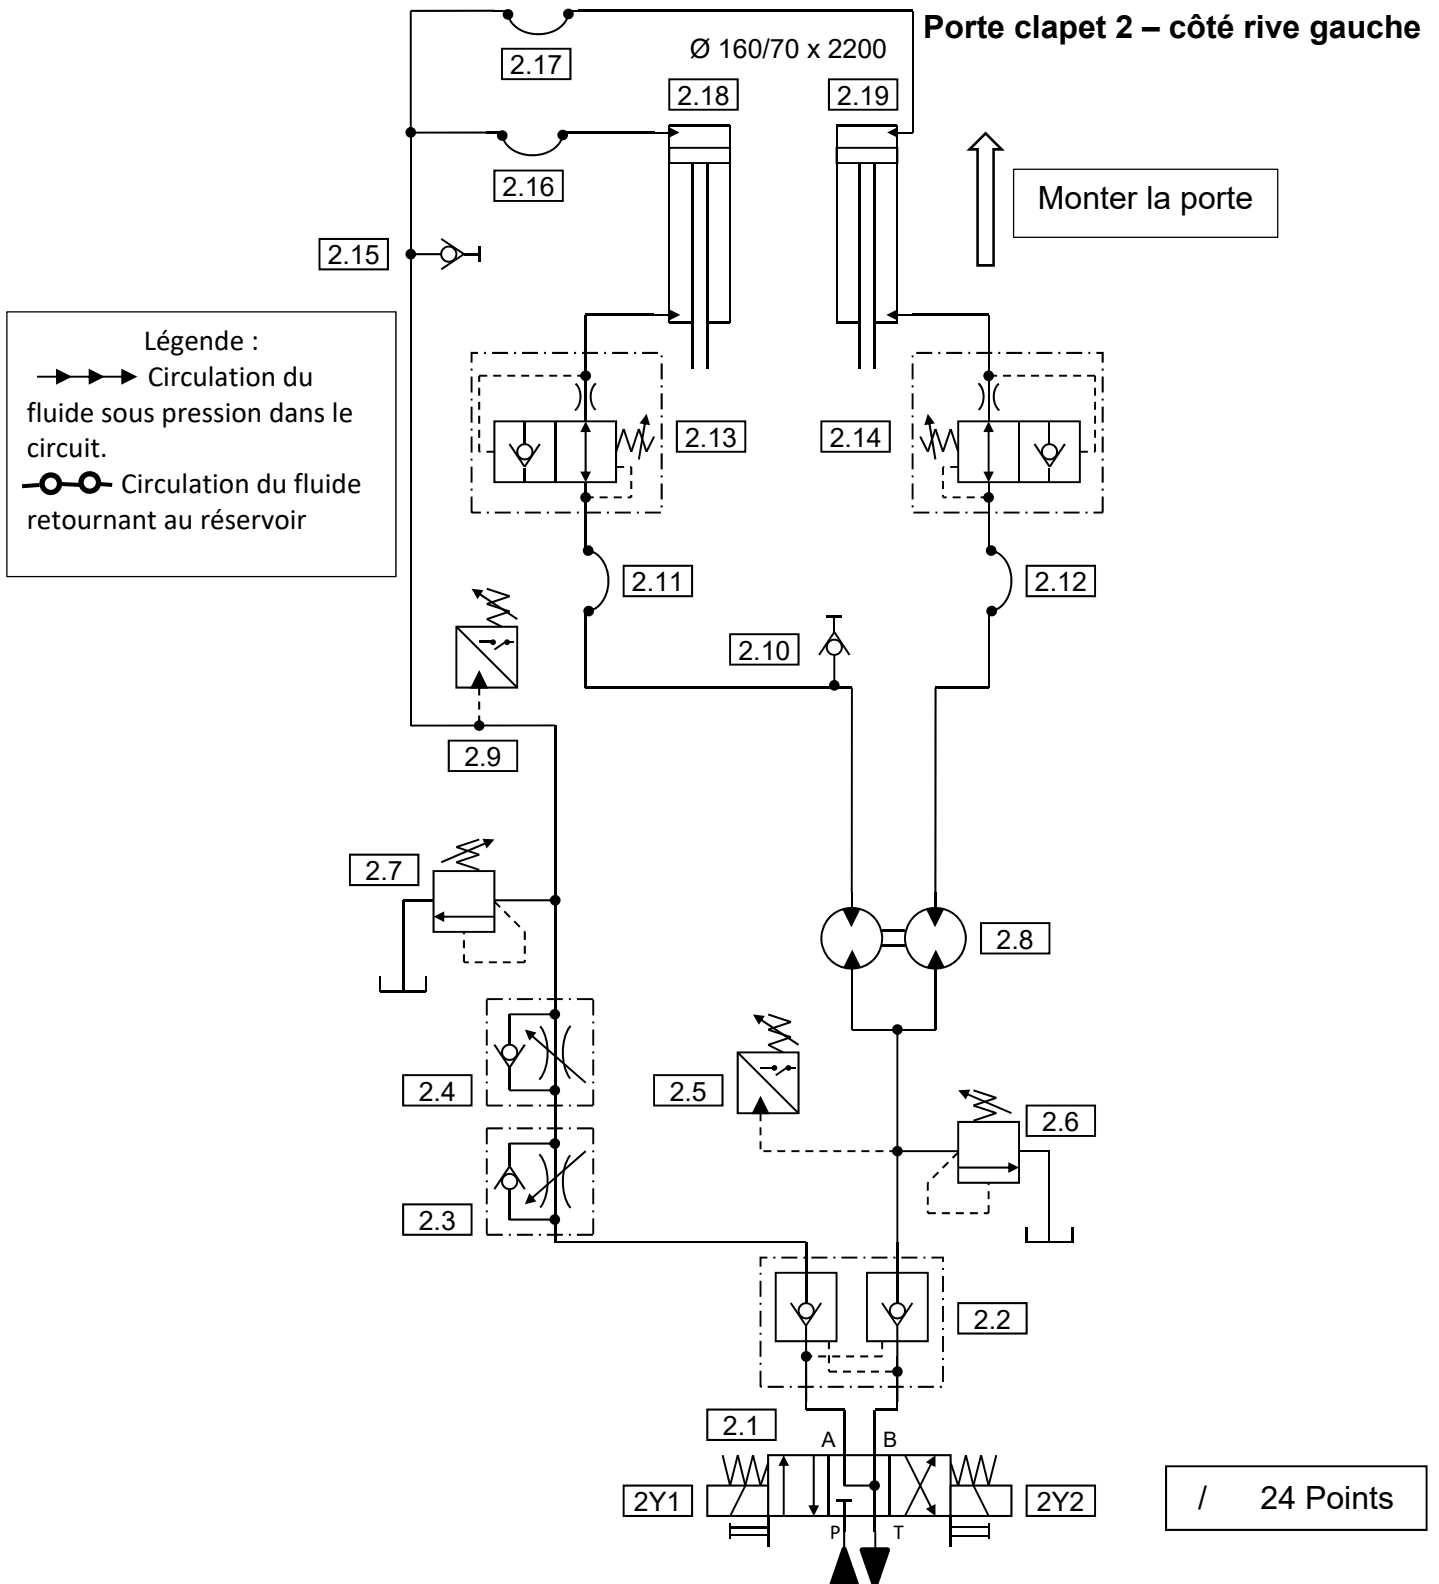 Porte clapet 2 – côté rive gauche
2.17
Ø 160/70 x 2200
2.18
2.19
2.16
Monter la porte
2.15
Légende :
Circulation du
fluide sous pression dans le
circuit.
Circulation du fluide
retournant au réservoir
2.13
2.14
2.11
2.12
2.10
2.9
2.7
2.8
2.4
2.5
2.6
2.3
2.2
2.1
A B
2Y1
2Y2
P T
/ 24 Points